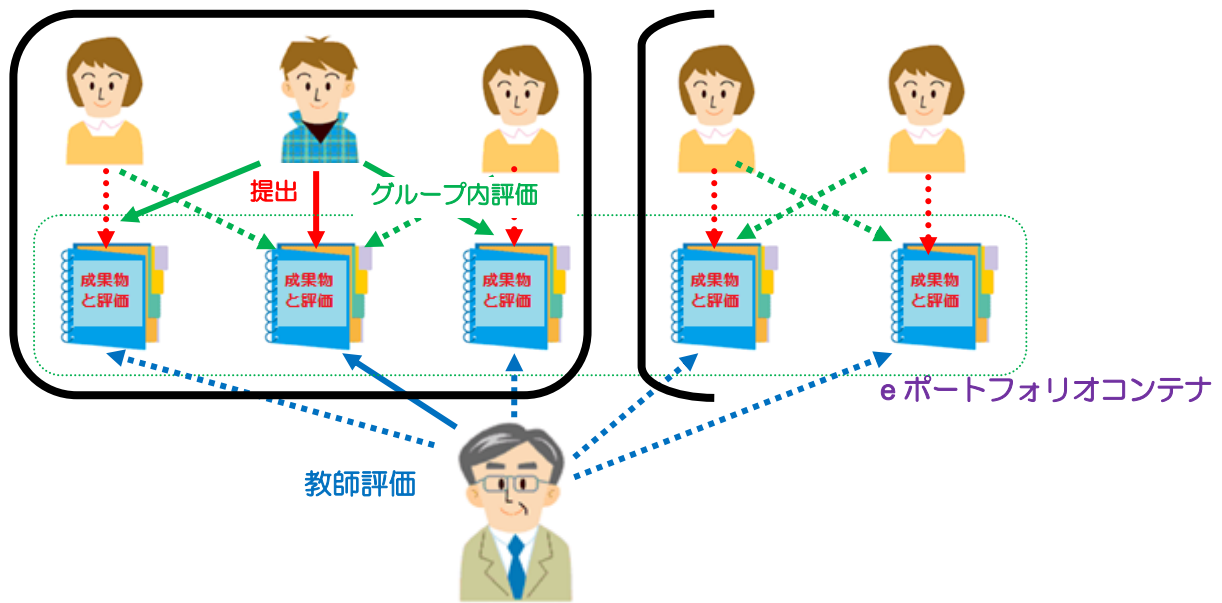 提出
グループ内評価
成果物
と評価
成果物
と評価
成果物
と評価
成果物
と評価
成果物
と評価
eポートフォリオコンテナ
教師評価